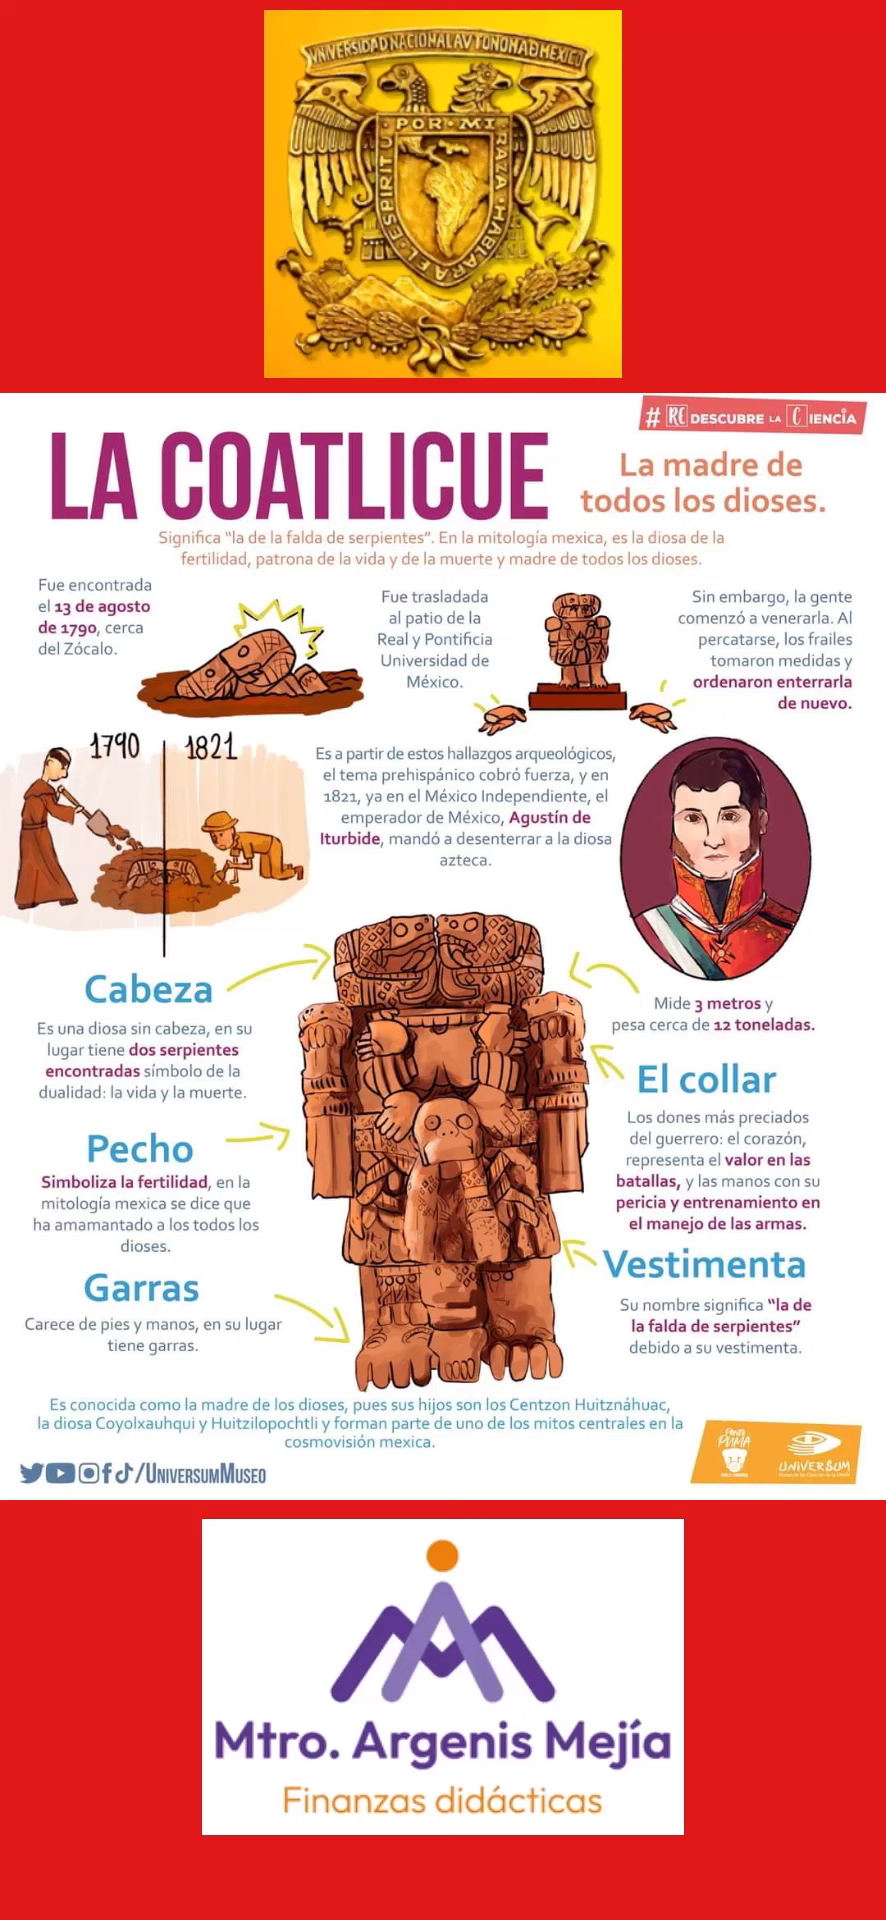 VNIVERSIDAD NACIONAL AVTONOMA DE MEXICO
POR·MI
RAZA·HABLARA·EL·ESPIRITU
# RE DESCUBRE LA CIENCIA
LA COATLICUE
La madre de
todos los dioses.
Significa “la de la falda de serpientes”. En la mitología mexica, es la diosa de la
fertilidad, patrona de la vida y de la muerte y madre de todos los dioses.
Fue encontrada
el 13 de agosto
de 1790, cerca
del Zócalo.
Fue trasladada
al patio de la
Real y Pontificia
Universidad de
México.
Sin embargo, la gente
comenzó a venerarla. Al
percatarse, los frailes
tomaron medidas y
ordenaron enterrarla
de nuevo.
1790
1821
Es a partir de estos hallazgos arqueológicos,
el tema prehispánico cobró fuerza, y en
1821, ya en el México Independiente, el
emperador de México, Agustín de
Iturbide, mandó a desenterrar a la diosa
azteca.
Cabeza
Es una diosa sin cabeza, en su
lugar tiene dos serpientes
encontradas símbolo de la
dualidad: la vida y la muerte.
Mide 3 metros y
pesa cerca de 12 toneladas.
El collar
Los dones más preciados
del guerrero: el corazón,
representa el valor en las
batallas, y las manos con su
pericia y entrenamiento en
el manejo de las armas.
Pecho
Simboliza la fertilidad, en la
mitología mexica se dice que
ha amamantado a los todos los
dioses.
Vestimenta
Su nombre significa “la de
la falda de serpientes”
debido a su vestimenta.
Garras
Carece de pies y manos, en su lugar
tiene garras.
Es conocida como la madre de los dioses, pues sus hijos son los Centzon Huitznáhuac,
la diosa Coyolxauhqui y Huitzilopochtli y forman parte de uno de los mitos centrales en la
cosmovisión mexica.
/UNIVERSUMMUSEO
PUMA
UNIVERSUM
Mtro. Argenis Mejía
Finanzas didácticas